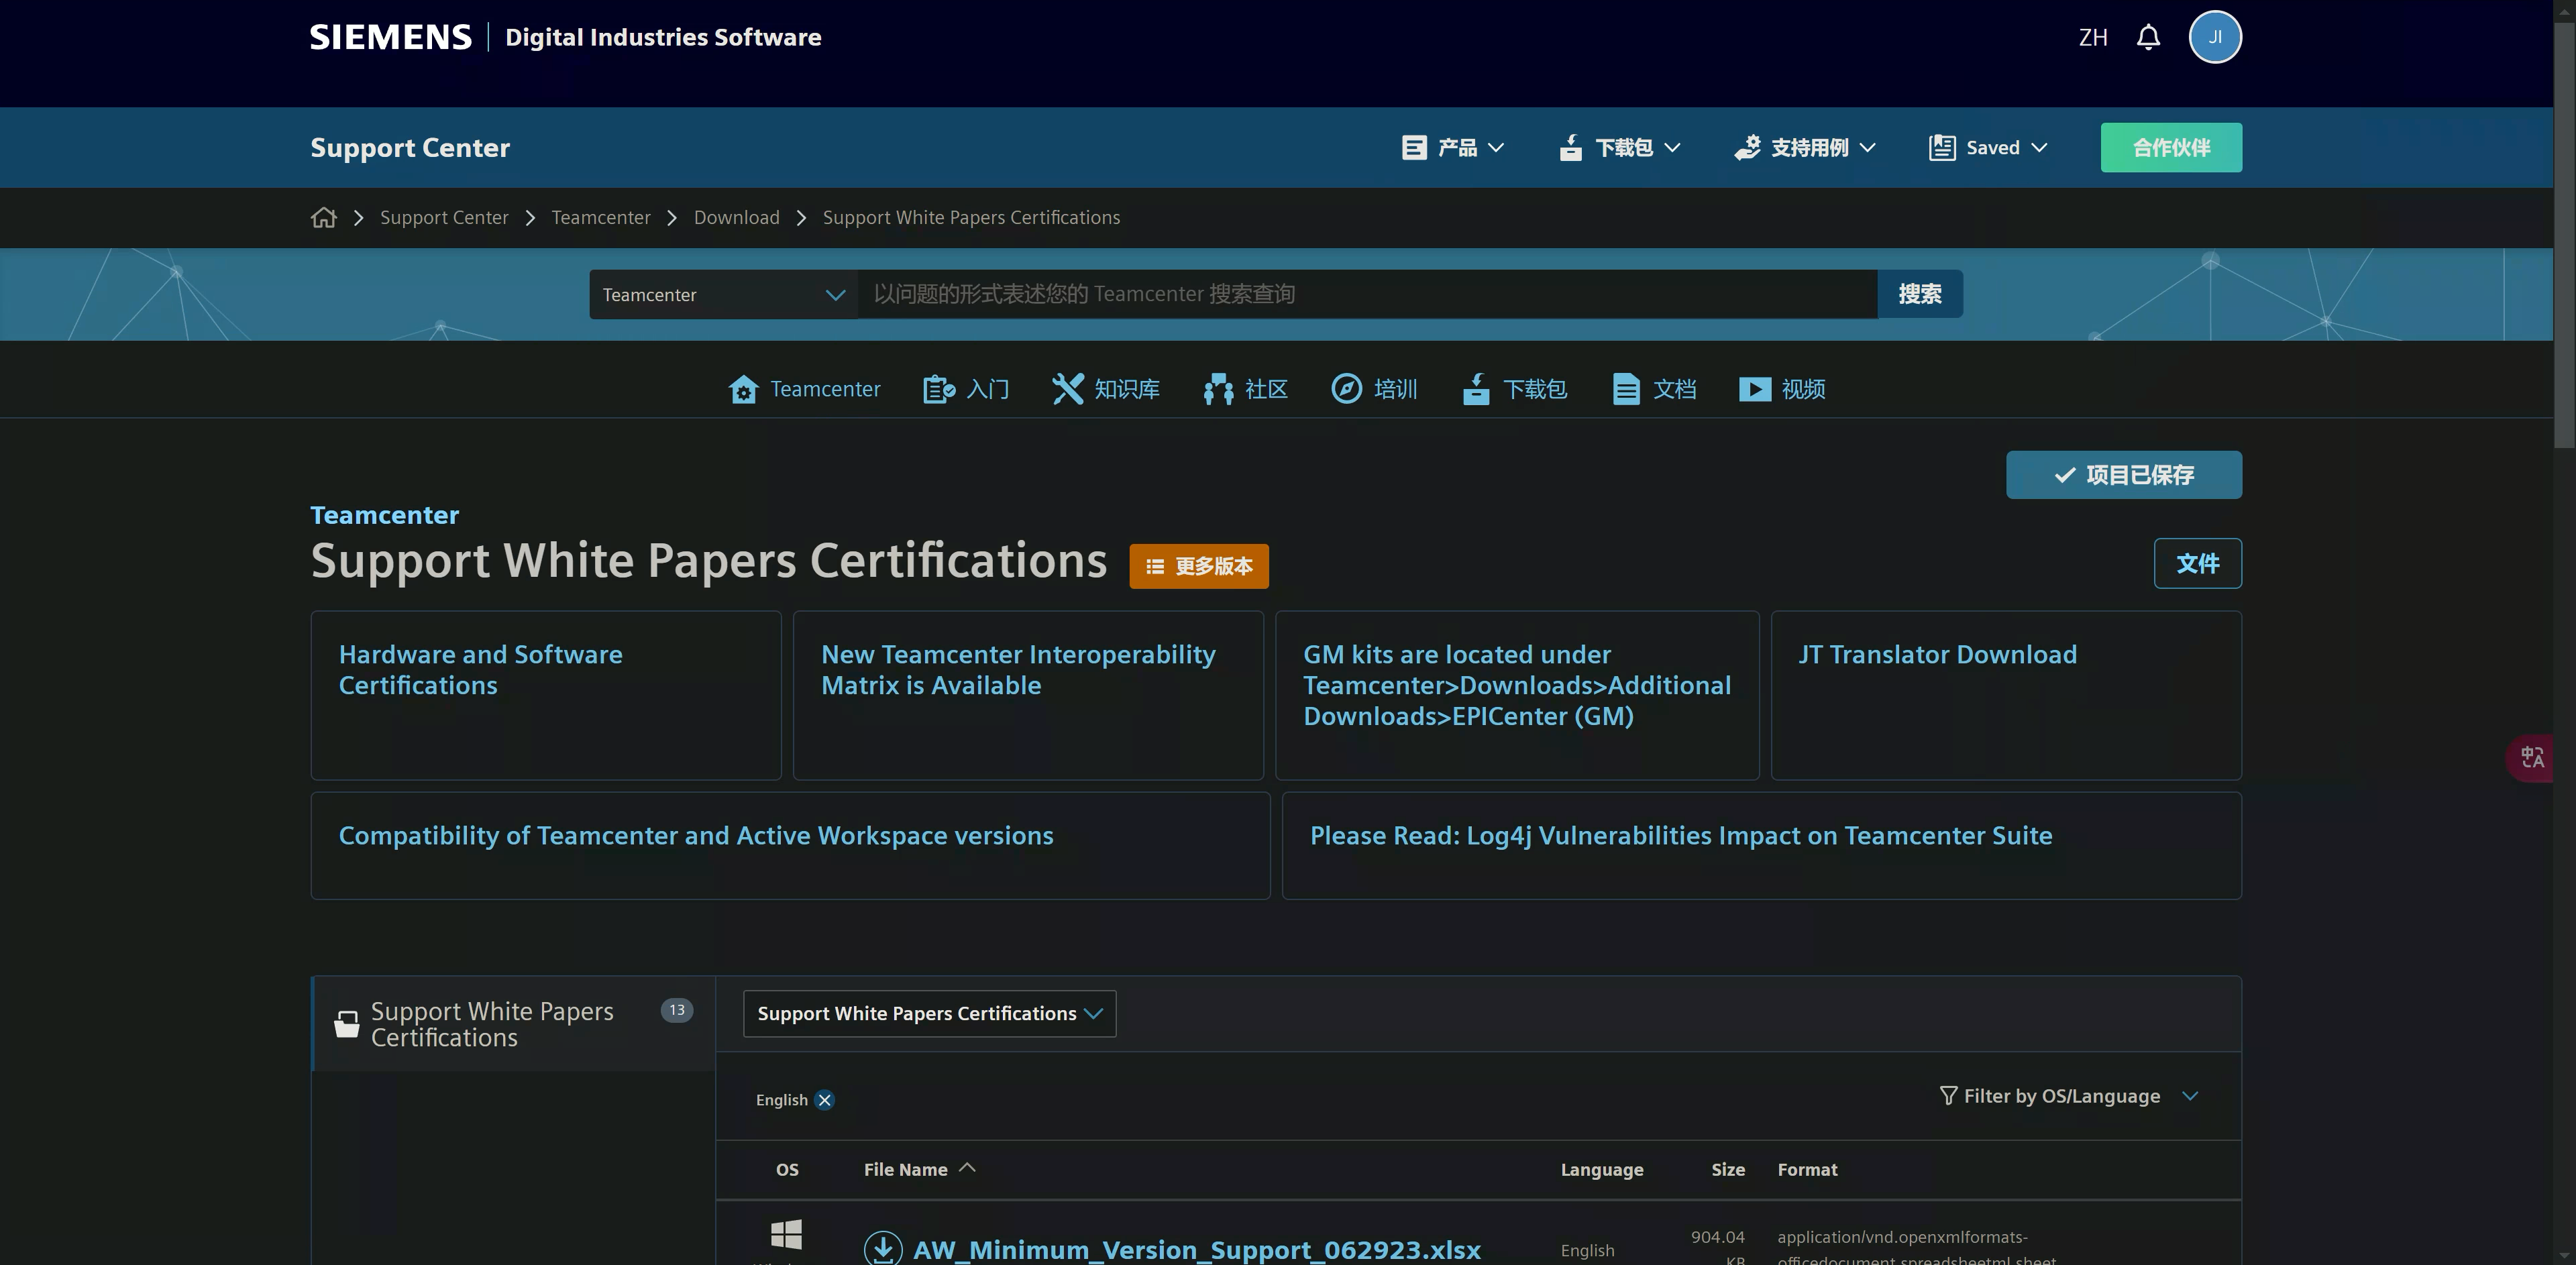 SIEMENS
Digital Industries Software
ZH
JI
Support Center
产品
下载包
支持用例
Saved
合作伙伴
Support Center
Teamcenter
Download
Support White Papers Certifications
Teamcenter
以问题的形式表述您的 Teamcenter 搜索查询
搜索
Teamcenter
入门
知识库
社区
培训
下载包
文档
视频
项目已保存
Teamcenter
Support White Papers Certifications
更多版本
文件
Hardware and Software
Certifications
New Teamcenter Interoperability
Matrix is Available
GM kits are located under
Teamcenter>Downloads>Additional
Downloads>EPICenter (GM)
JT Translator Download
Compatibility of Teamcenter and Active Workspace versions
Please Read: Log4j Vulnerabilities Impact on Teamcenter Suite
Support White Papers
Certifications
13
Support White Papers Certifications
English
Filter by OS/Language
OS
File Name
Language
Size
Format
AW_Minimum_Version_Support_062923.xlsx
English
904.04
KB
application/vnd.openxmlformats-
officedocument.spreadsheetml.sheet
中A